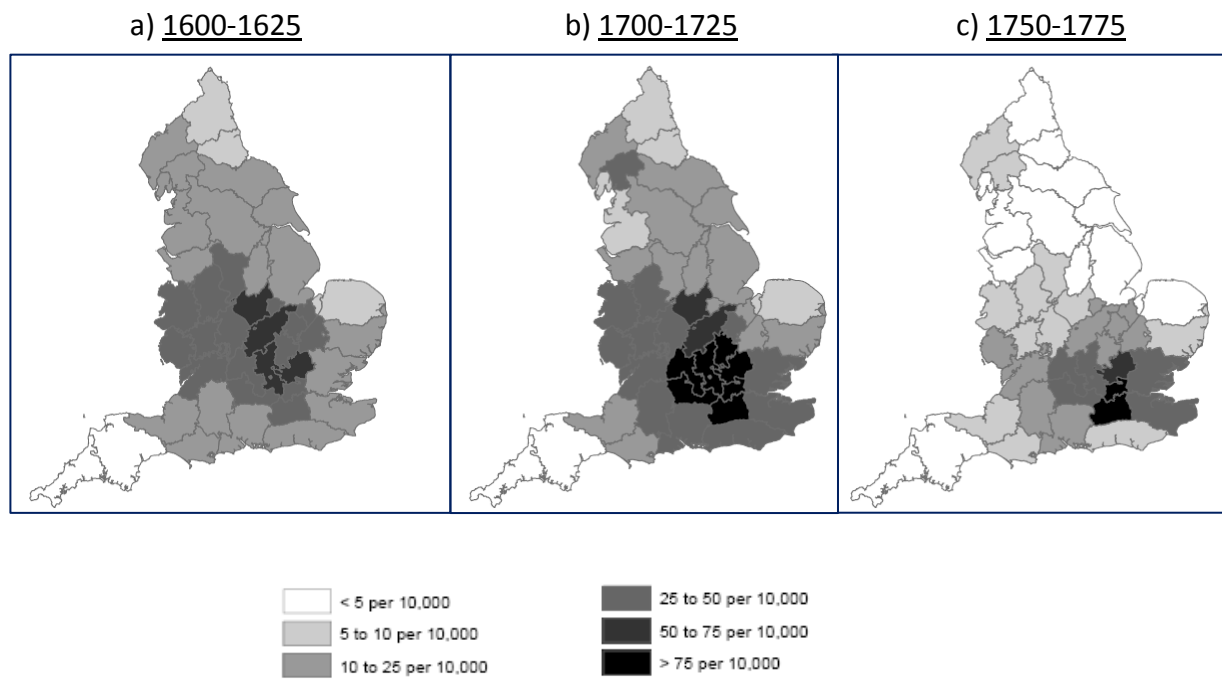 a) 1600-1625
b) 1700-1725
c) 1750-1775
< 5 per 10,000
5 to 10 per 10,000
10 to 25 per 10,000
25 to 50 per 10,000
50 to 75 per 10,000
> 75 per 10,000